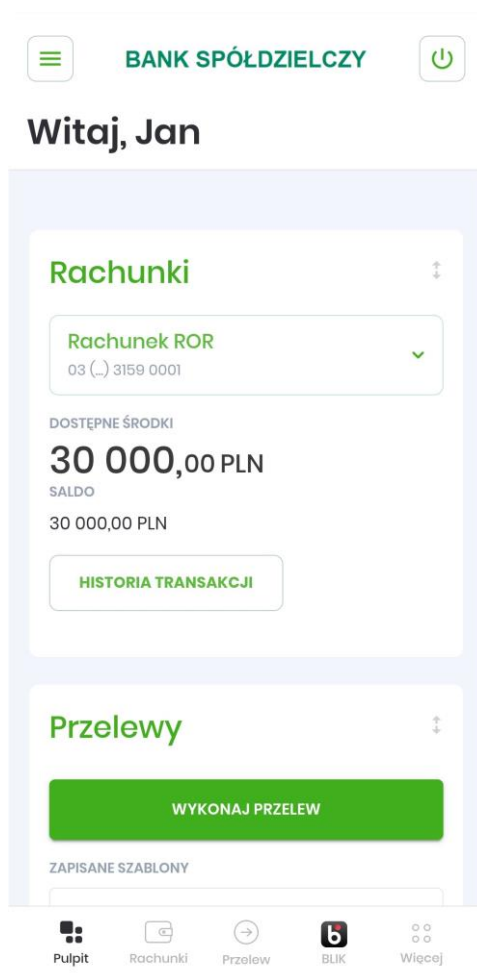 BANK SPÓŁDZIELCZY
Witaj, Jan
Rachunki
Rachunek ROR
03 (...) 3159 0001
DOSTĘPNE ŚRODKI
30 000,00 PLN
SALDO
30 000,00 PLN
HISTORIA TRANSAKCJI
Przelewy
WYKONAJ PRZELEW
ZAPISANE SZABLONY
Pulpit Rachunki Przelew BLIK Więcej